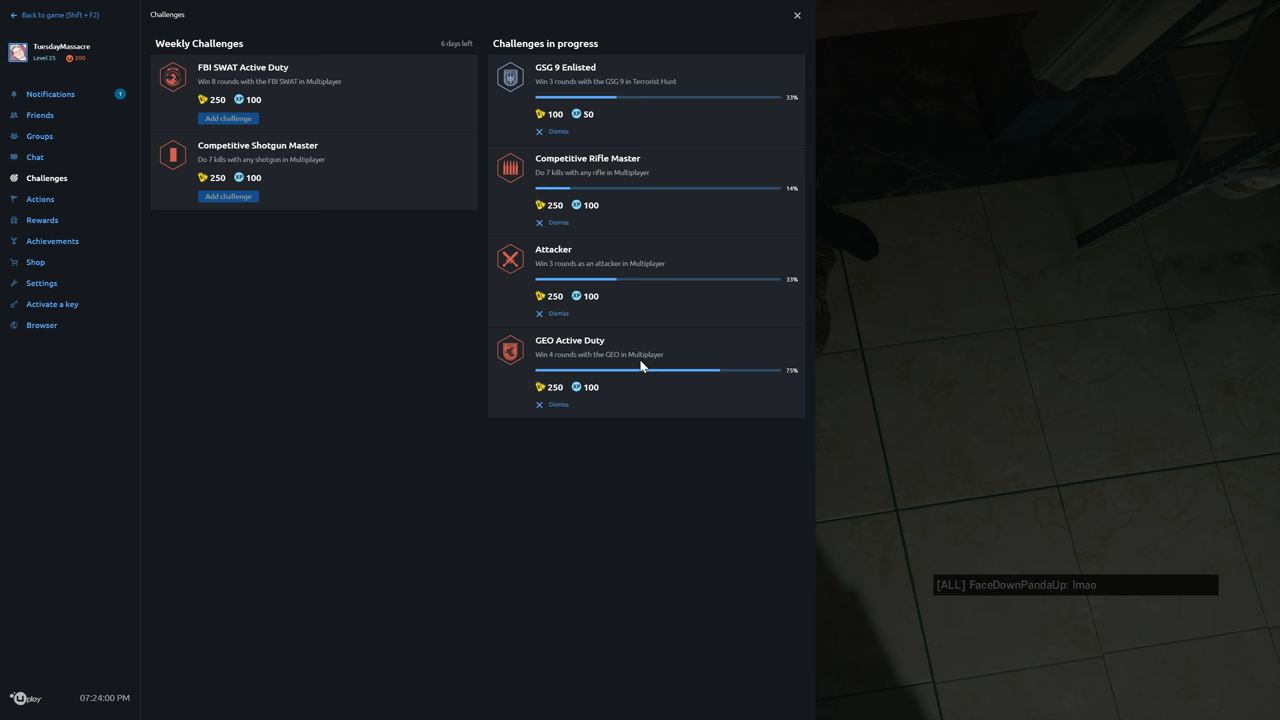 Back to game (Shift + F2)
TuesdayMassacre
Level 25 200
Notifications 1
Friends
Groups
Chat
Challenges
Actions
Rewards
Achievements
Shop
Settings
Activate a key
Browser
uplay
07:24:00 PM
Challenges
Weekly Challenges 6 days left
FBI SWAT Active Duty
Win 8 rounds with the FBI SWAT in Multiplayer
250 XP 100
Add challenge
Competitive Shotgun Master
Do 7 kills with any shotgun in Multiplayer
250 XP 100
Add challenge
Challenges in progress
GSG 9 Enlisted
Win 3 rounds with the GSG 9 in Terrorist Hunt
33%
100 XP 50
Dismiss
Competitive Rifle Master
Do 7 kills with any rifle in Multiplayer
14%
250 XP 100
Dismiss
Attacker
Win 3 rounds as an attacker in Multiplayer
33%
250 XP 100
Dismiss
GEO Active Duty
Win 4 rounds with the GEO in Multiplayer
75%
250 XP 100
Dismiss
[ALL] FaceDownPandaUp: lmao